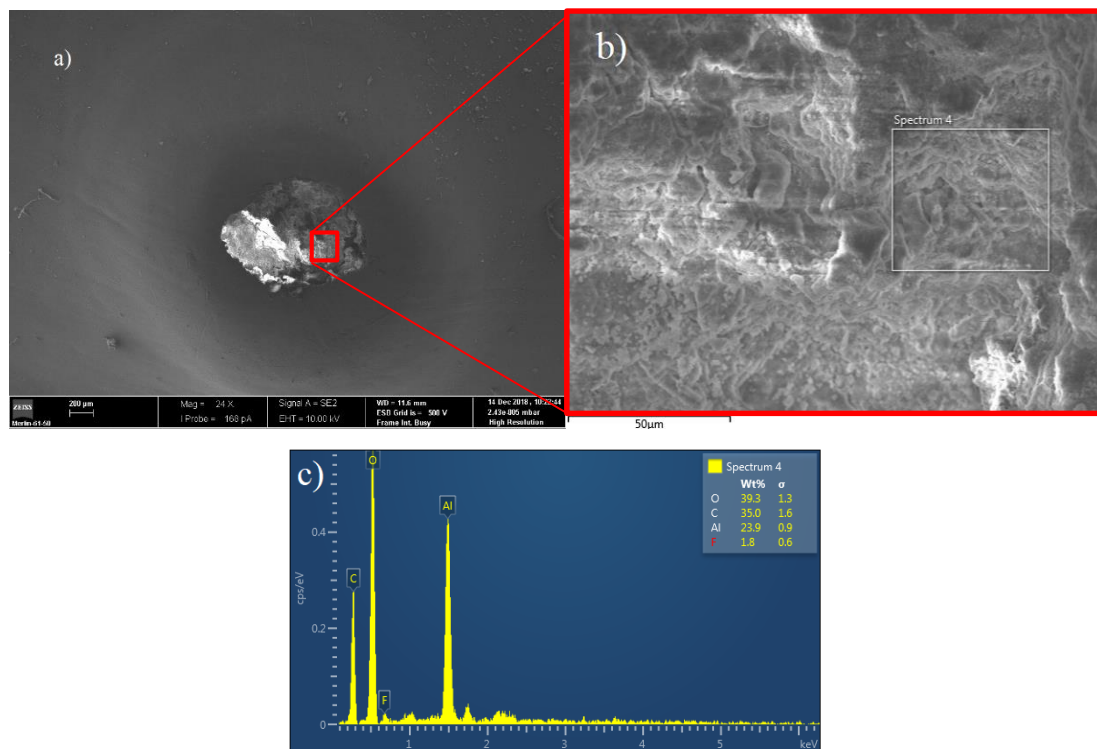 a)
b)
Spectrum 4
ZEISS
Merlin-61-50
200 µm
Mag = 24 X
I Probe = 168 pA
Signal A = SE2
EHT = 10.00 kV
WD = 11.6 mm
ESB Grid is = 500 V
Frame Int. Busy
14 Dec 2018 , 10:22:44
2.43e-005 mbar
High Resolution
50µm
c)
Spectrum 4
Wt% σ
O 39.3 1.3
C 35.0 1.6
Al 23.9 0.9
F 1.8 0.6
O
Al
C
F
cps/eV
0.4
0.2
0
1
2
3
4
5
keV